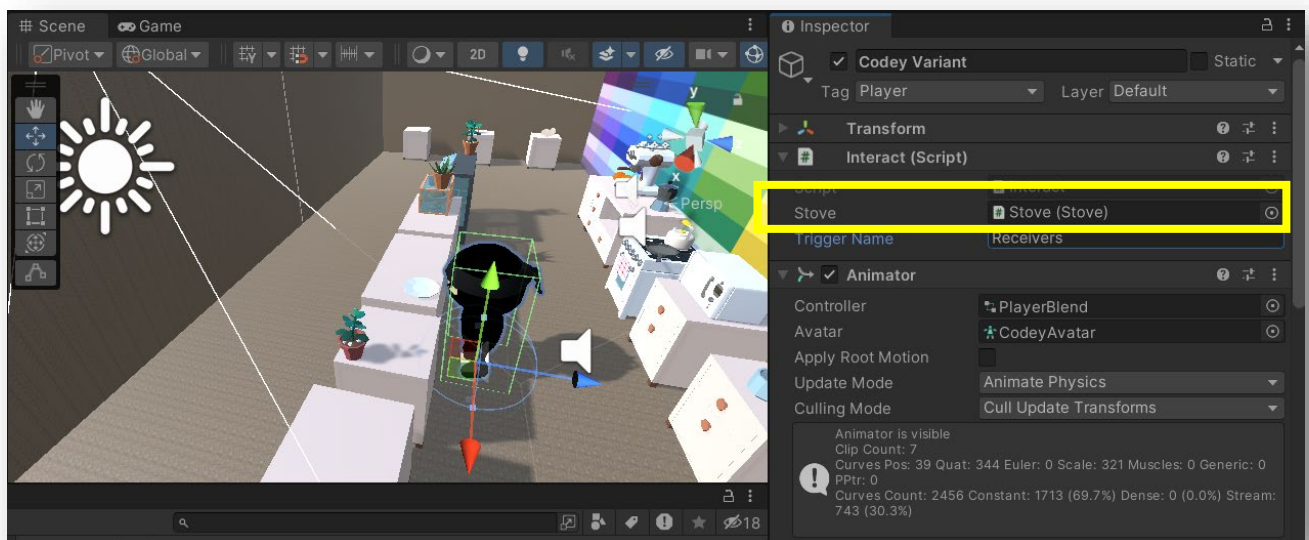 Scene Game
Pivot Global 2D
y
x
Persp
18
Inspector
Codey Variant Static
Tag Player Layer Default
Transform
Interact (Script)
Script Interact
Stove Stove (Stove)
Trigger Name Receivers
Animator
Controller PlayerBlend
Avatar CodeyAvatar
Apply Root Motion
Update Mode Animate Physics
Culling Mode Cull Update Transforms
Animator is visible
Clip Count: 7
Curves Pos: 39 Quat: 344 Euler: 0 Scale: 321 Muscles: 0 Generic: 0
PPtr: 0
Curves Count: 2456 Constant: 1713 (69.7%) Dense: 0 (0.0%) Stream:
743 (30.3%)